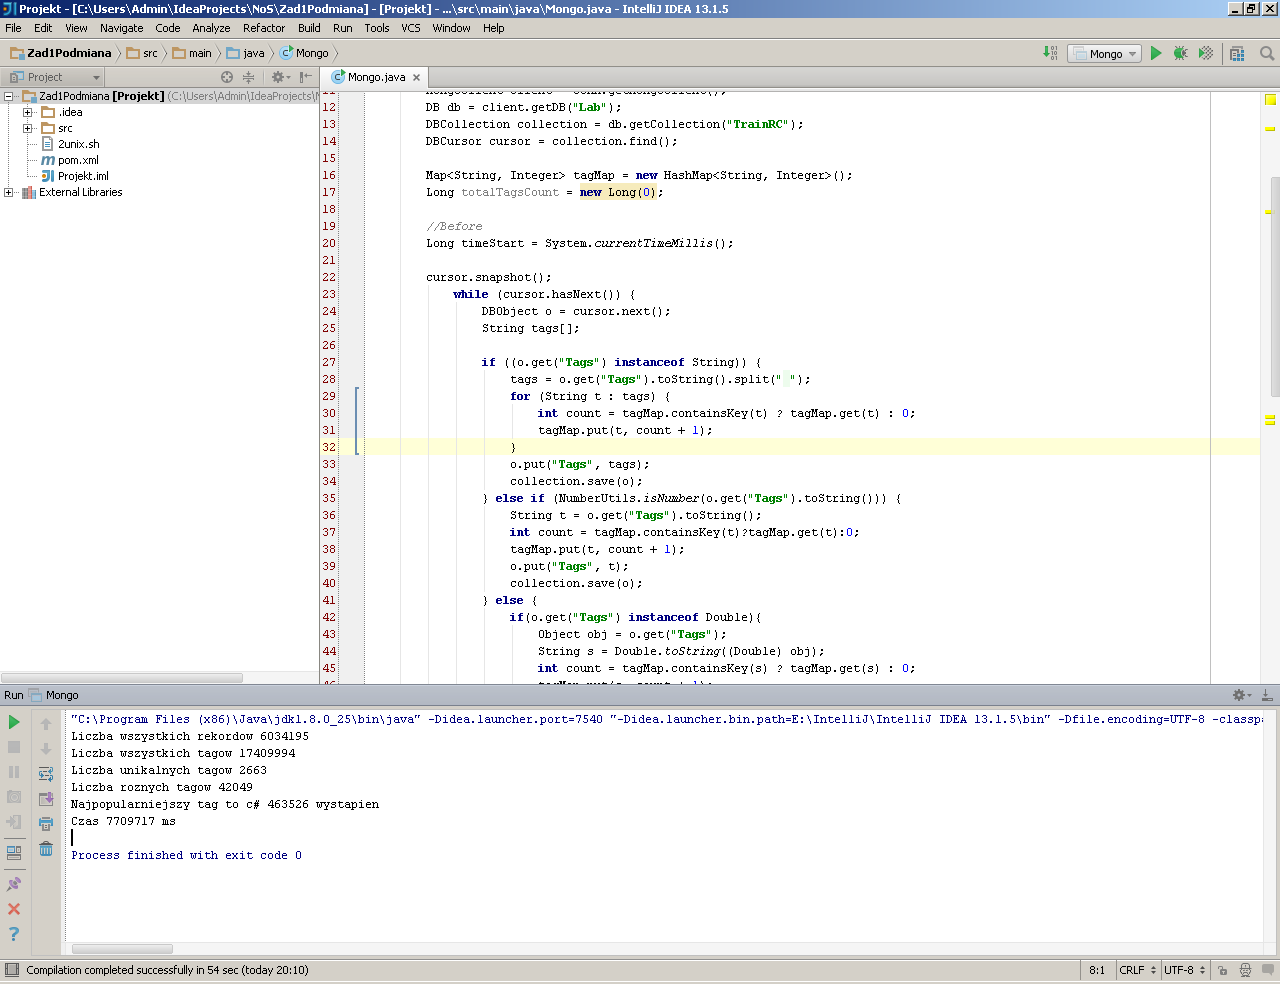 Projekt - [C:\Users\Admin\IdeaProjects\NoS\Zad1Podmiana] - [Projekt] - ...\src\main\java\Mongo.java - IntelliJ IDEA 13.1.5
File Edit View Navigate Code Analyze Refactor Build Run Tools VCS Window Help
Zad1Podmiana src main java Mongo
Mongo
Project
Mongo.java
Zad1Podmiana [Projekt] (C:\Users\Admin\IdeaProjects\N
.idea
src
2unix.sh
pom.xml
Projekt.iml
External Libraries
12 DB db = client.getDB("Lab");
13 DBCollection collection = db.getCollection("TrainRC");
14 DBCursor cursor = collection.find();
15
16 Map<String, Integer> tagMap = new HashMap<String, Integer>();
17 Long totalTagsCount = new Long(0);
18
19 //Before
20 Long timeStart = System.currentTimeMillis();
21
22 cursor.snapshot();
23 while (cursor.hasNext()) {
24 DBObject o = cursor.next();
25 String tags[];
26
27 if ((o.get("Tags") instanceof String)) {
28 tags = o.get("Tags").toString().split(" ");
29 for (String t : tags) {
30 int count = tagMap.containsKey(t) ? tagMap.get(t) : 0;
31 tagMap.put(t, count + 1);
32 }
33 o.put("Tags", tags);
34 collection.save(o);
35 } else if (NumberUtils.isNumber(o.get("Tags").toString())) {
36 String t = o.get("Tags").toString();
37 int count = tagMap.containsKey(t)?tagMap.get(t):0;
38 tagMap.put(t, count + 1);
39 o.put("Tags", t);
40 collection.save(o);
41 } else {
42 if(o.get("Tags") instanceof Double){
43 Object obj = o.get("Tags");
44 String s = Double.toString((Double) obj);
45 int count = tagMap.containsKey(s) ? tagMap.get(s) : 0;
Run Mongo
"C:\Program Files (x86)\Java\jdk1.8.0_25\bin\java" -Didea.launcher.port=7540 "-Didea.launcher.bin.path=E:\IntelliJ\IntelliJ IDEA 13.1.5\bin" -Dfile.encoding=UTF-8 -classp
Liczba wszystkich rekordow 6034195
Liczba wszystkich tagow 17409994
Liczba unikalnych tagow 2663
Liczba roznych tagow 42049
Najpopularniejszy tag to c# 463526 wystapien
Czas 7709717 ms
Process finished with exit code 0
Compilation completed successfully in 54 sec (today 20:10)
8:1 CRLF UTF-8